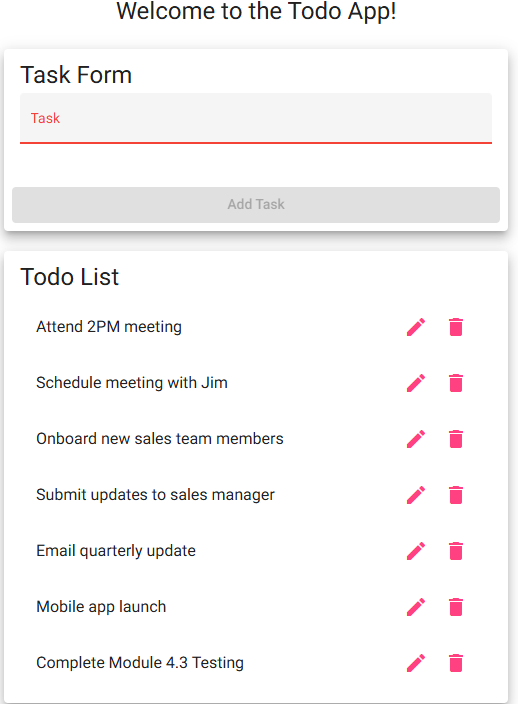 Welcome to the Todo App!
Task Form
Task
Add Task
Todo List
Attend 2PM meeting
Schedule meeting with Jim
Onboard new sales team members
Submit updates to sales manager
Email quarterly update
Mobile app launch
Complete Module 4.3 Testing